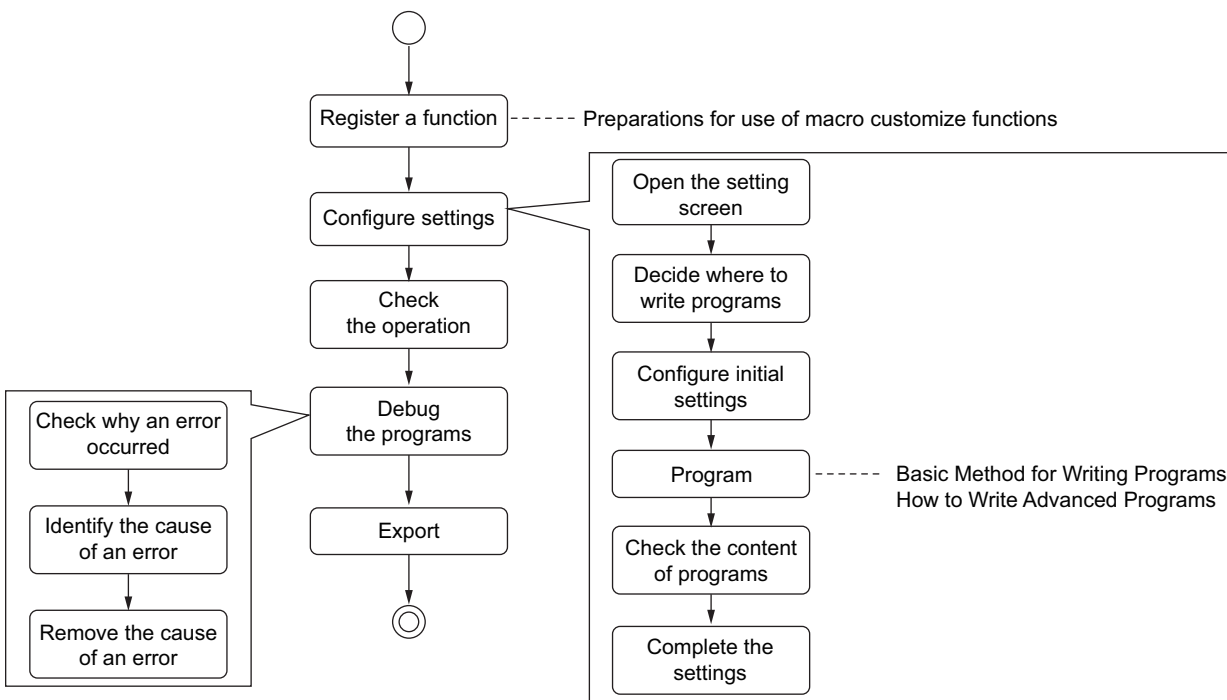 Register a function
Preparations for use of macro customize functions
Configure settings
Check
the operation
Debug
the programs
Export
Open the setting
screen
Decide where to
write programs
Configure initial
settings
Program
Basic Method for Writing Programs
How to Write Advanced Programs
Check the content
of programs
Complete the
settings
Check why an error
occurred
Identify the cause
of an error
Remove the cause
of an error